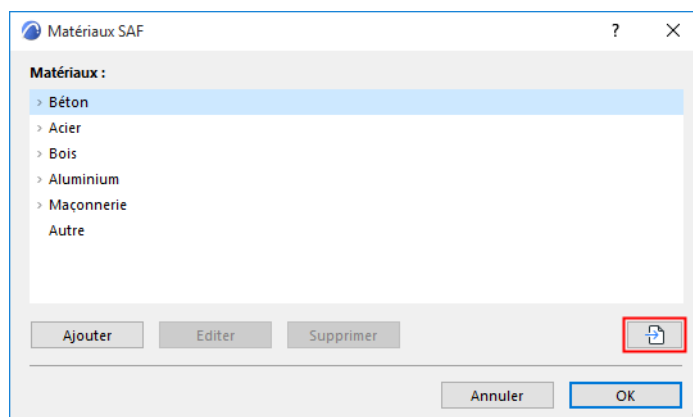 Matériaux SAF ?
Matériaux :
Béton
Acier
Bois
Aluminium
Maçonnerie
Autre
Ajouter Editer Supprimer
Annuler OK